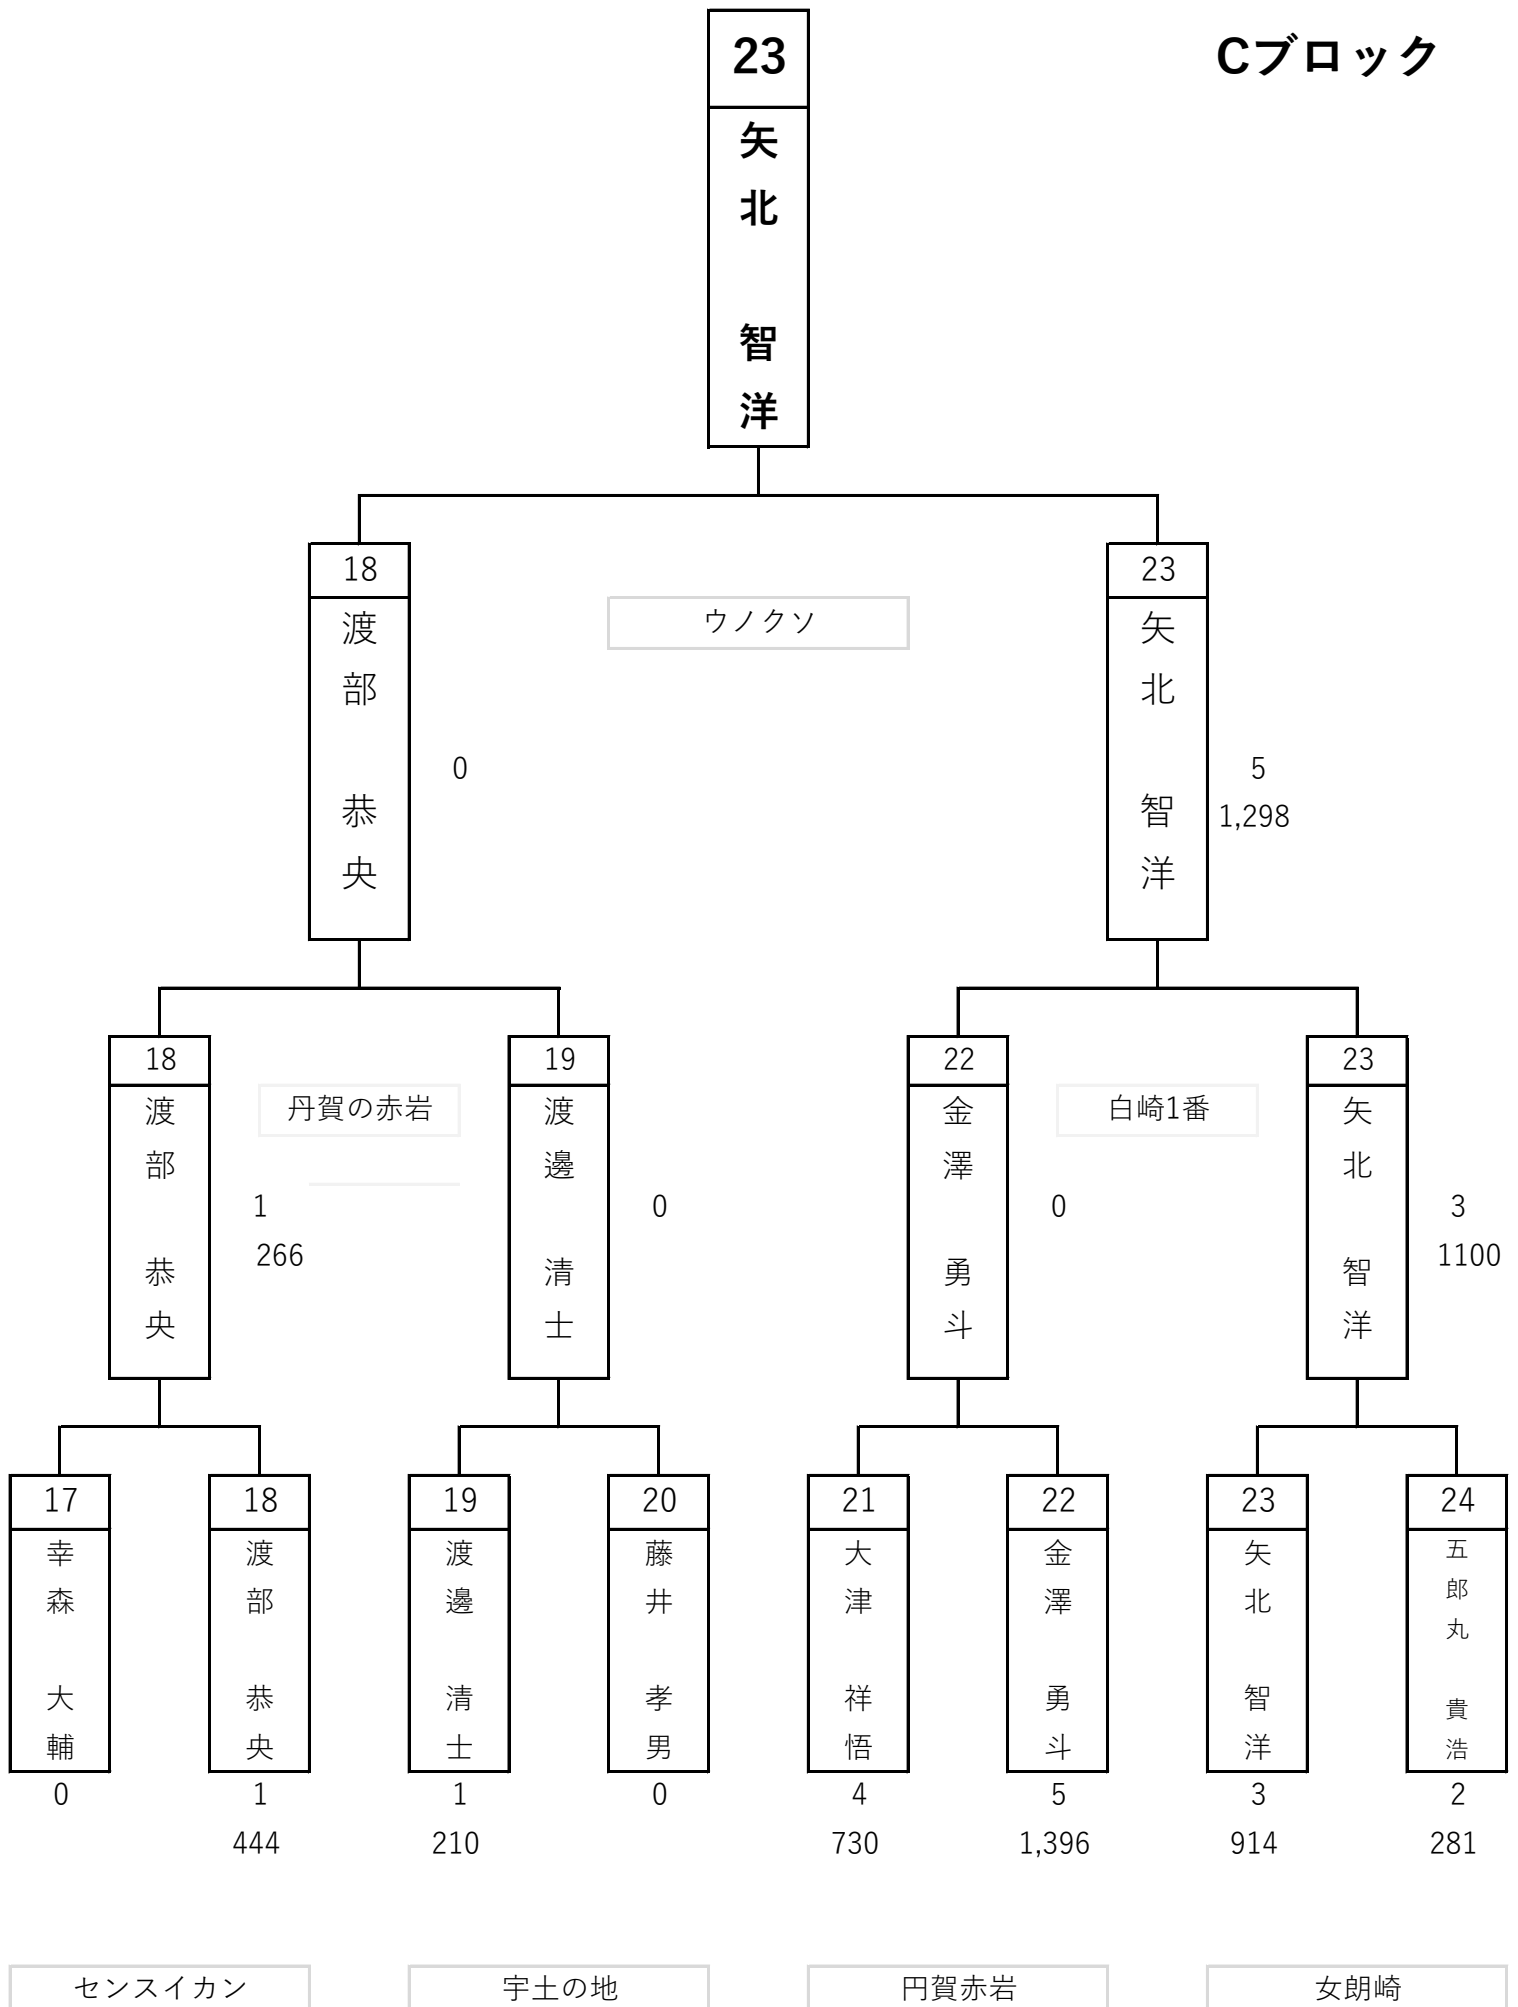 23
Cブロック
矢北 智洋
18
23
ウノクソ
渡部 恭央
矢北 智洋
0
5
1,298
18
19
22
23
丹賀の赤岩
白崎1番
渡部 恭央
渡邊 清士
金澤 勇斗
矢北 智洋
1
0
0
3
266
1100
17
18
19
20
21
22
23
24
幸森 大輔
渡部 恭央
渡邊 清士
藤井 孝男
大津 祥悟
金澤 勇斗
矢北 智洋
五郎丸 貴浩
0
1
1
0
4
5
3
2
444
210
730
1,396
914
281
センスイカン
宇土の地
円賀赤岩
女朗崎